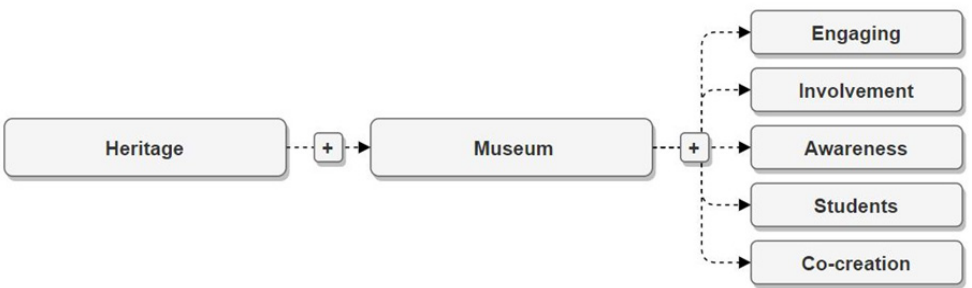 Heritage
+
Museum
+
Engaging
Involvement
Awareness
Students
Co-creation